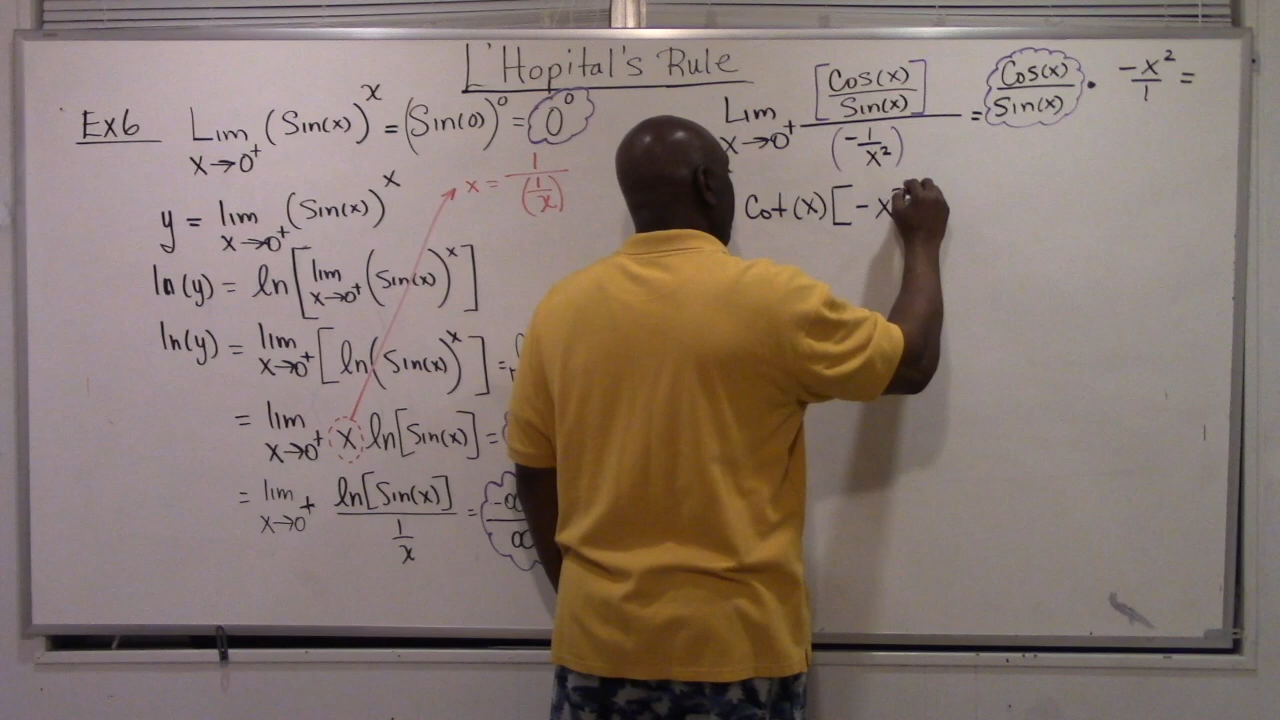 L'Hopital's Rule
Ex6 Lim x→0⁺ (Sin(x))^x = (Sin(0))^0 = 0^0
x = 1/(1/x)
y = lim x→0⁺ (Sin(x))^x
ln(y) = ln[lim x→0⁺ (Sin(x))^x]
ln(y) = lim x→0⁺ [ln(Sin(x))^x] =
= lim x→0⁺ x ln[Sin(x)] =
= lim x→0⁺ ln[Sin(x)] / (1/x) = -∞/∞
Lim x→0⁺ [Cos(x)/Sin(x)] / (-1/x²) = Cos(x)/Sin(x) · -x²/1 =
Cot(x)[-x